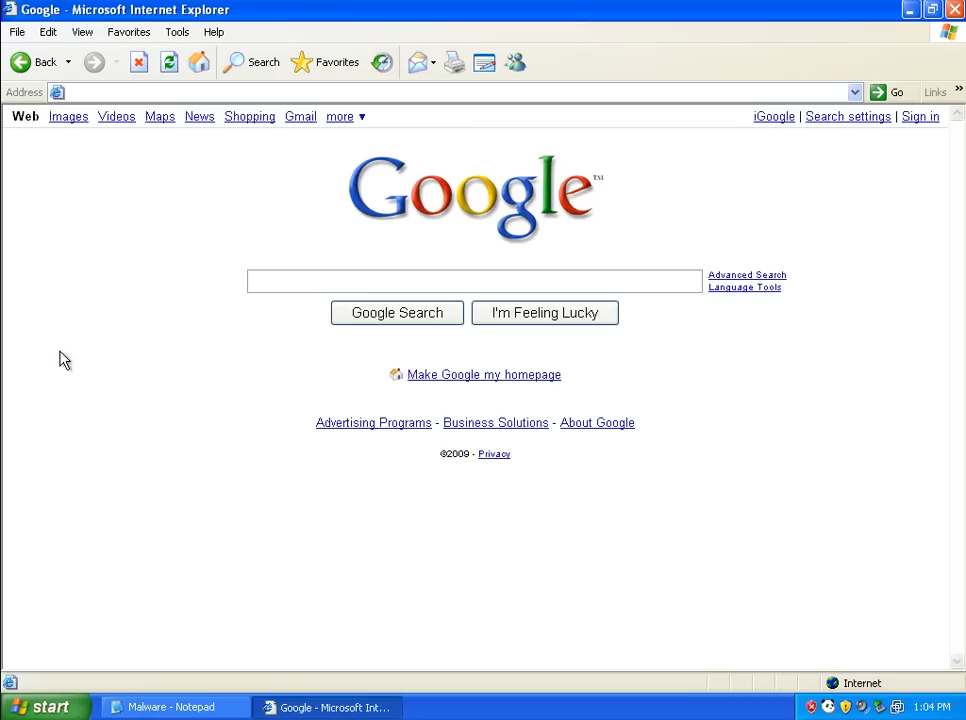 Google - Microsoft Internet Explorer
File Edit View Favorites Tools Help
Back Search Favorites
Address Go Links »
Web Images Videos Maps News Shopping Gmail more ▼ iGoogle | Search settings | Sign in
Google™
Advanced Search
Language Tools
Google Search I'm Feeling Lucky
Make Google my homepage
Advertising Programs - Business Solutions - About Google
©2009 - Privacy
Internet
start Malware - Notepad Google - Microsoft Int... 1:04 PM